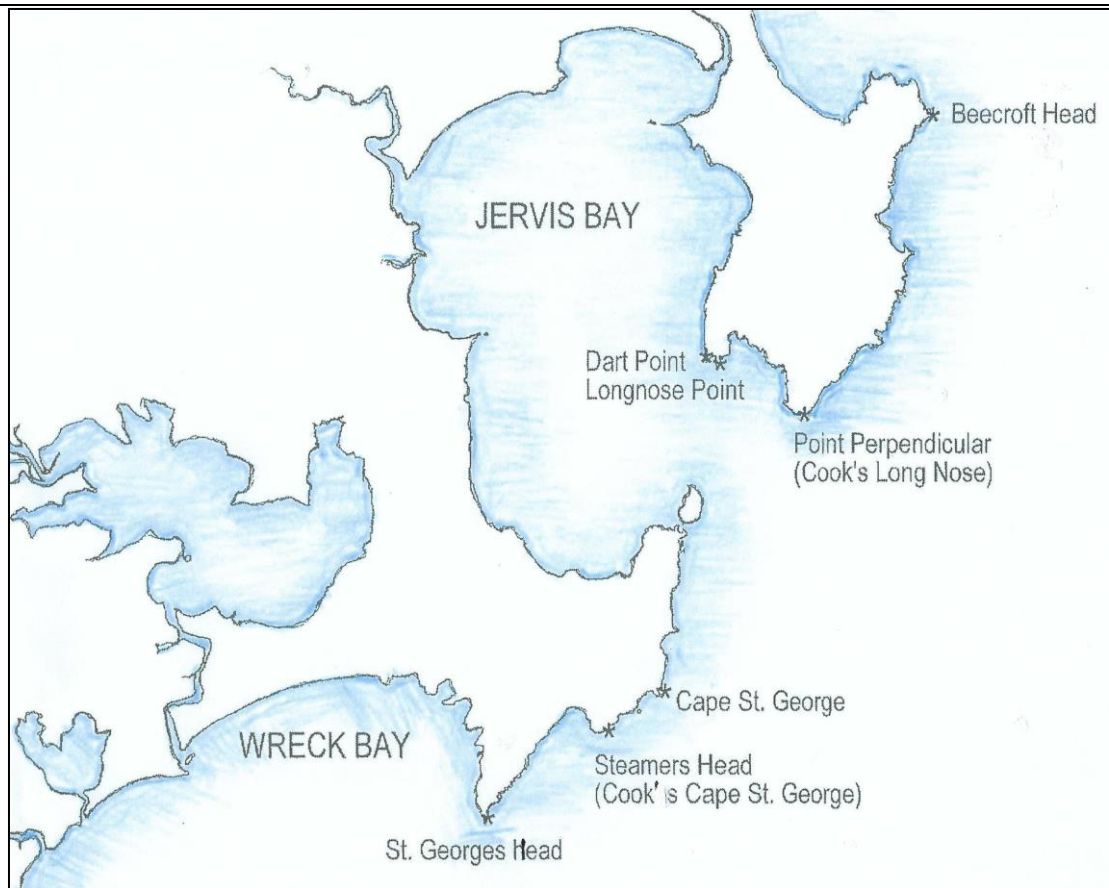 Beecroft Head
JERVIS BAY
Dart Point
Longnose Point
Point Perpendicular
(Cook's Long Nose)
Cape St. George
WRECK BAY
Steamers Head
(Cook's Cape St. George)
St. Georges Head